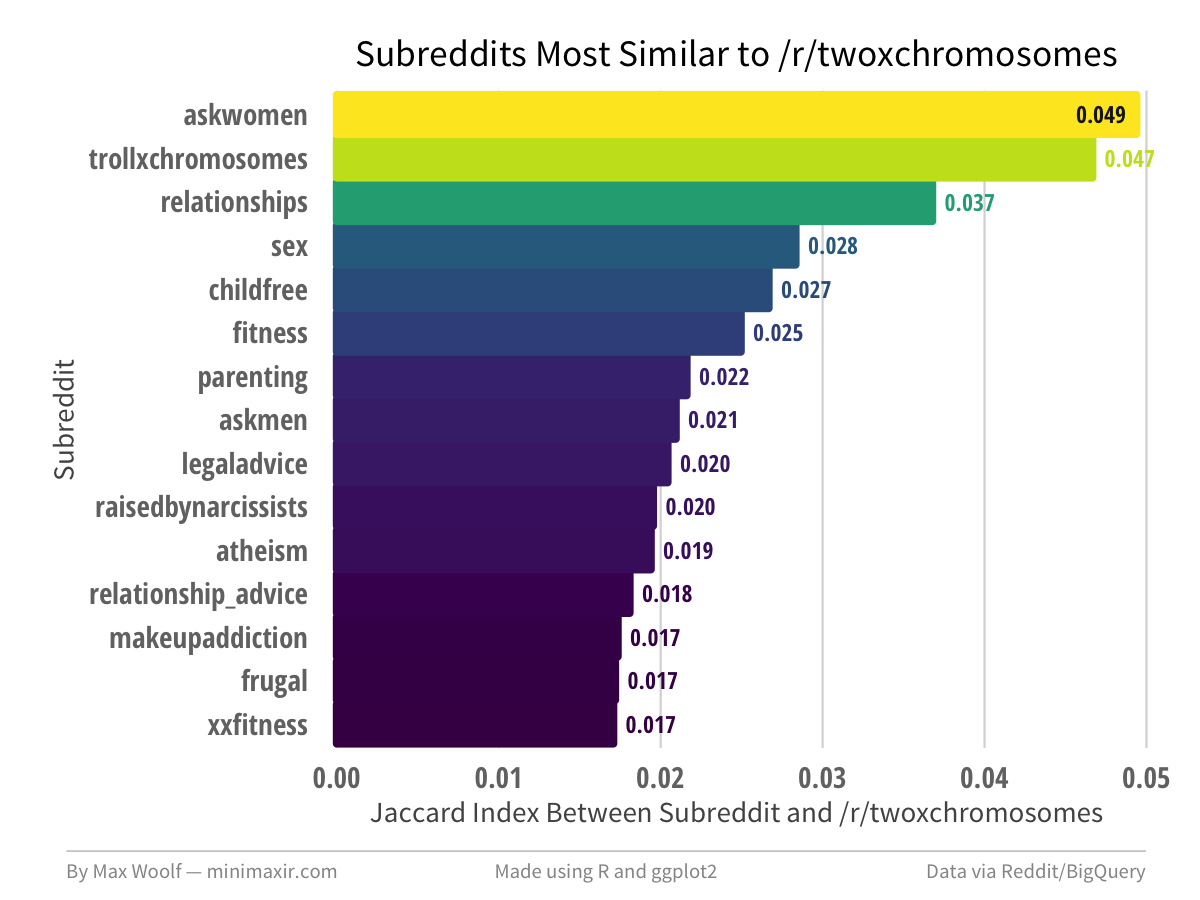 Subreddits Most Similar to /r/twoxchromosomes
askwomen 0.049
trollxchromosomes 0.047
relationships 0.037
sex 0.028
childfree 0.027
fitness 0.025
parenting 0.022
askmen 0.021
legaladvice 0.020
raisedbynarcissists 0.020
atheism 0.019
relationship_advice 0.018
makeupaddiction 0.017
frugal 0.017
xxfitness 0.017
Subreddit
0.00 0.01 0.02 0.03 0.04 0.05
Jaccard Index Between Subreddit and /r/twoxchromosomes
By Max Woolf — minimaxir.com Made using R and ggplot2 Data via Reddit/BigQuery